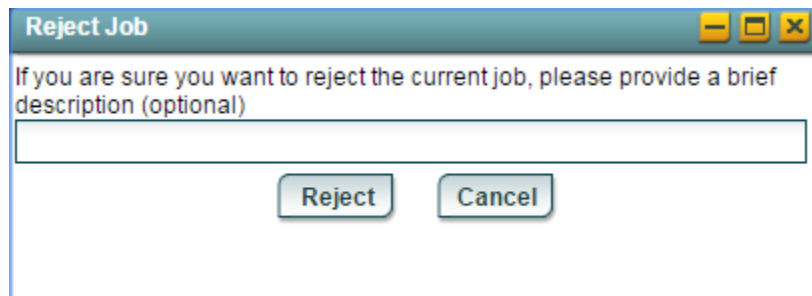 Reject Job
If you are sure you want to reject the current job, please provide a brief
description (optional)
Reject Cancel